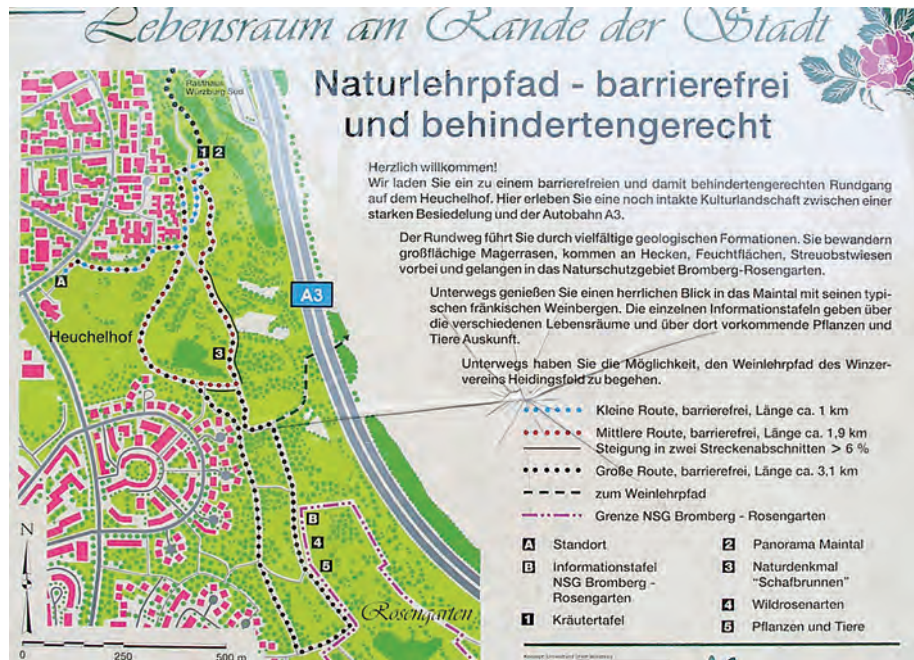 Lebensraum am Rande der Stadt
Naturlehrpfad - barrierefrei
und behindertengerecht
Herzlich willkommen!
Wir laden Sie ein zu einem barrierefreien und damit behindertengerechten Rundgang
auf dem Heuchelhof. Hier erleben Sie eine noch intakte Kulturlandschaft zwischen einer
starken Besiedelung und der Autobahn A3.
Der Rundweg führt Sie durch vielfältige geologischen Formationen. Sie bewandern
großflächige Magerrasen, kommen an Hecken, Feuchtflächen, Streuobstwiesen
vorbei und gelangen in das Naturschutzgebiet Bromberg-Rosengarten.
Unterwegs genießen Sie einen herrlichen Blick in das Maintal mit seinen typi-
schen fränkischen Weinbergen. Die einzelnen Informationstafeln geben über
die verschiedenen Lebensräume und über dort vorkommende Pflanzen und
Tiere Auskunft.
Unterwegs haben Sie die Möglichkeit, den Weinlehrpfad des Winzer-
vereins Heidingsfeld zu begehen.
Kleine Route, barrierefrei, Länge ca. 1 km
Mittlere Route, barrierefrei, Länge ca. 1,9 km
Steigung in zwei Streckenabschnitten > 6 %
Große Route, barrierefrei, Länge ca. 3,1 km
zum Weinlehrpfad
Grenze NSG Bromberg - Rosengarten
A Standort
B Informationstafel
NSG Bromberg -
Rosengarten
1 Kräutertafel
2 Panorama Maintal
3 Naturdenkmal
"Schafbrunnen"
4 Wildrosenarten
5 Pflanzen und Tiere
Rasthaus
Würzburg Süd
1 2
A
A3
Heuchelhof
3
B
4
5
Rosengarten
N
0 250 500 m